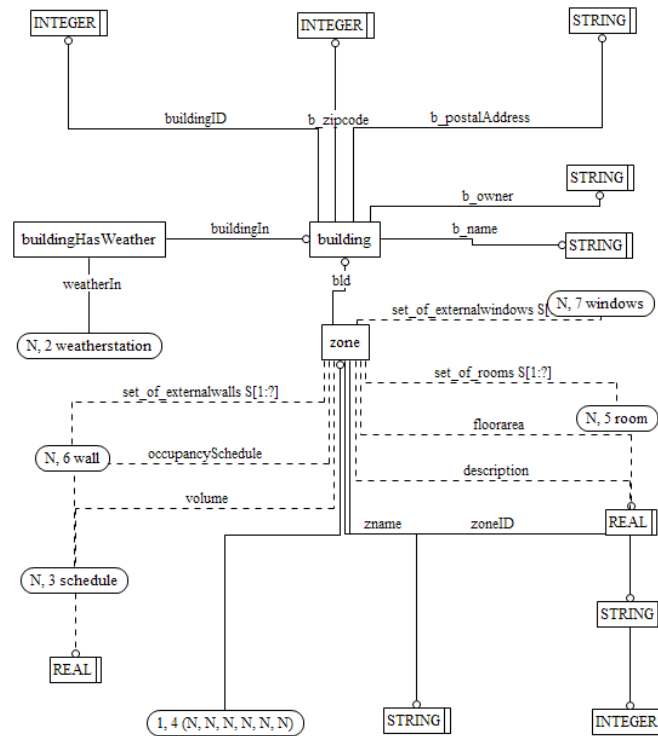 INTEGER
INTEGER
STRING
buildingID
b_zipcode
b_postalAddress
STRING
b_owner
buildingHasWeather
buildingIn
building
b_name
STRING
weatherIn
bld
set_of_externalwindows S[
N, 7 windows
N, 2 weatherstation
zone
set_of_externalwalls S[1:?]
set_of_rooms S[1:?]
N, 5 room
N, 6 wall
occupancySchedule
floorarea
description
volume
zname
zoneID
REAL
N, 3 schedule
STRING
REAL
1, 4 (N, N, N, N, N, N)
STRING
INTEGER